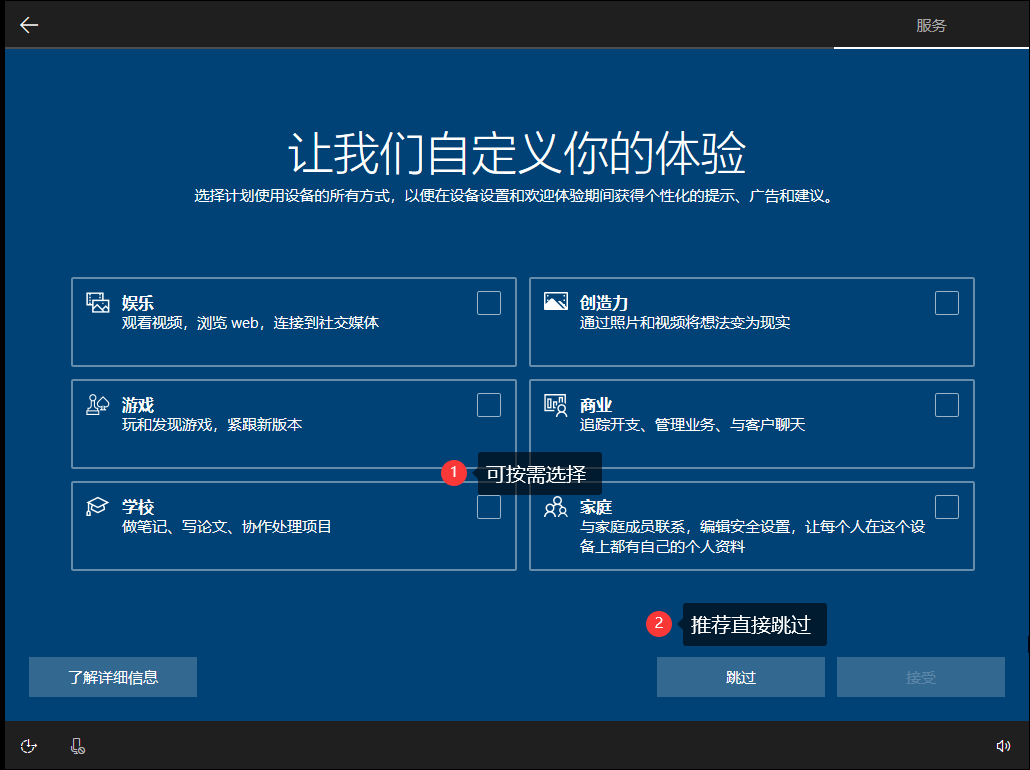 服务
让我们自定义你的体验
选择计划使用设备的所有方式，以便在设备设置和欢迎体验期间获得个性化的提示、广告和建议。
娱乐
观看视频，浏览 web，连接到社交媒体
创造力
通过照片和视频将想法变为现实
游戏
玩和发现游戏，紧跟新版本
商业
追踪开支、管理业务、与客户聊天
1 可按需选择
学校
做笔记、写论文、协作处理项目
家庭
与家庭成员联系，编辑安全设置，让每个人在这个设
备上都有自己的个人资料
2 推荐直接跳过
了解详细信息
跳过
接受